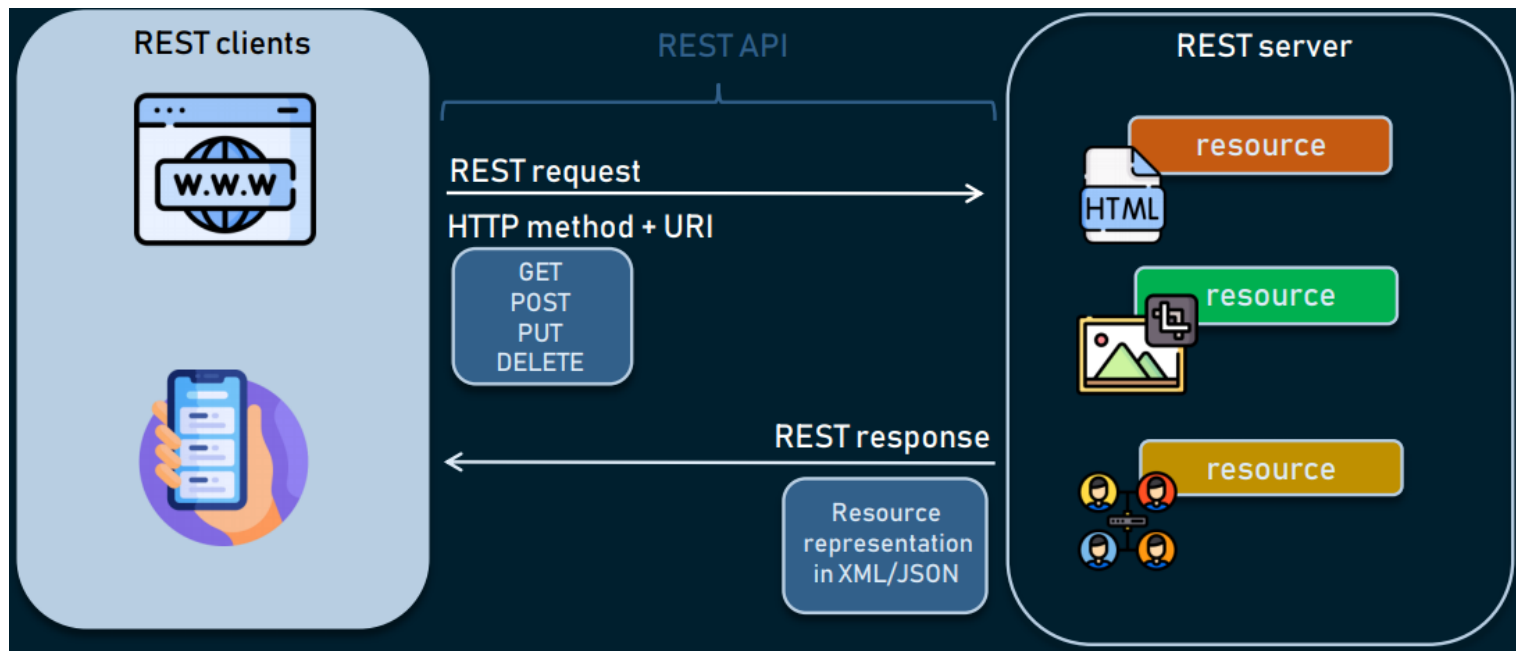 REST clients
REST API
REST server
W.W.W
REST request
HTTP method + URI
GET
POST
PUT
DELETE
REST response
Resource
representation
in XML/JSON
resource
HTML
resource
resource